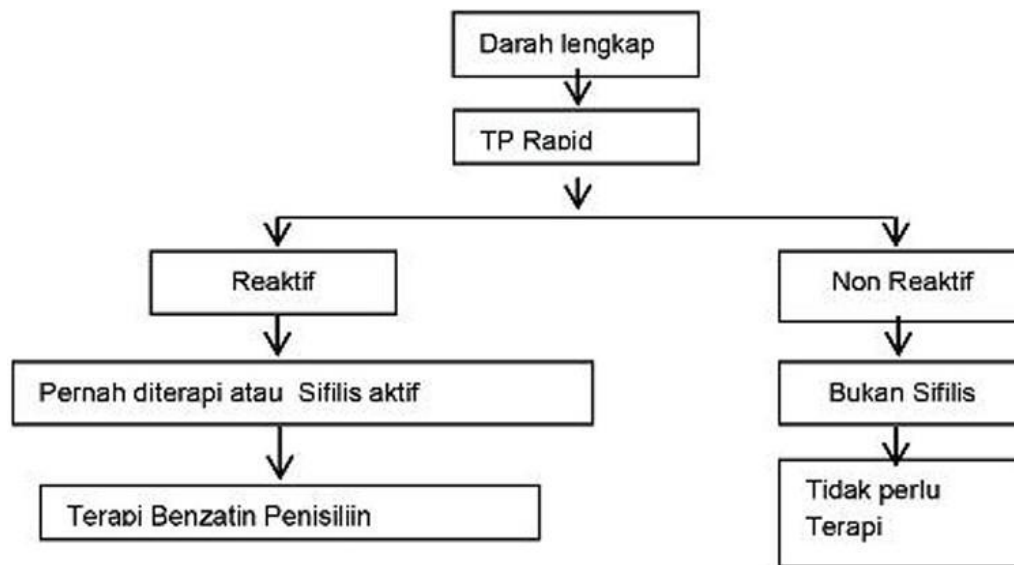 Darah lengkap
TP Rapid
Reaktif
Non Reaktif
Pernah diterapi atau Sifilis aktif
Bukan Sifilis
Terapi Benzatin Penisiliin
Tidak perlu
Terapi